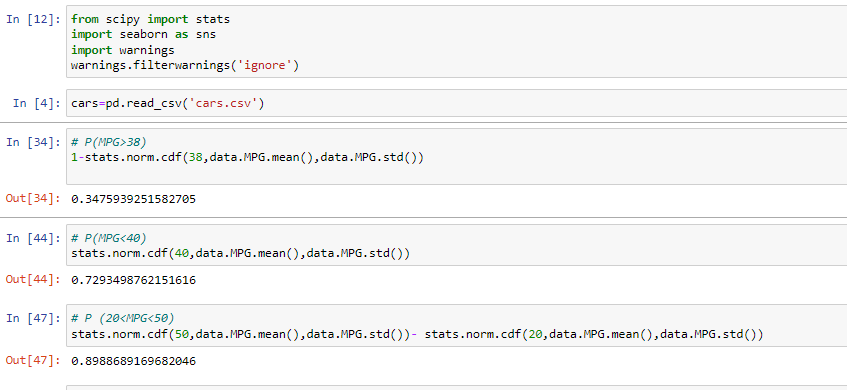 In [12]: from scipy import stats
import seaborn as sns
import warnings
warnings.filterwarnings('ignore')
In [4]: cars=pd.read_csv('cars.csv')
In [34]: # P(MPG>38)
1-stats.norm.cdf(38,data.MPG.mean(),data.MPG.std())
Out[34]: 0.3475939251582705
In [44]: # P(MPG<40)
stats.norm.cdf(40,data.MPG.mean(),data.MPG.std())
Out[44]: 0.7293498762151616
In [47]: # P (20<MPG<50)
stats.norm.cdf(50,data.MPG.mean(),data.MPG.std())- stats.norm.cdf(20,data.MPG.mean(),data.MPG.std())
Out[47]: 0.8988689169682046